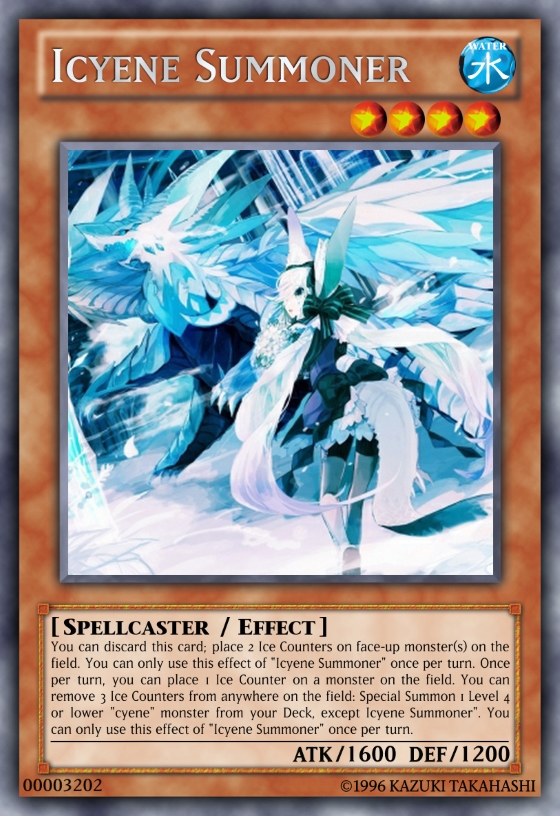 Icyene Summoner
WATER
水
[ Spellcaster / Effect ]
You can discard this card; place 2 Ice Counters on face-up monster(s) on the
field. You can only use this effect of "Icyene Summoner" once per turn. Once
per turn, you can place 1 Ice Counter on a monster on the field. You can
remove 3 Ice Counters from anywhere on the field: Special Summon 1 Level 4
or lower "cyene" monster from your Deck, except Icyene Summoner". You
can only use this effect of "Icyene Summoner" once per turn.
ATK/1600 DEF/1200
00003202 ©1996 KAZUKI TAKAHASHI